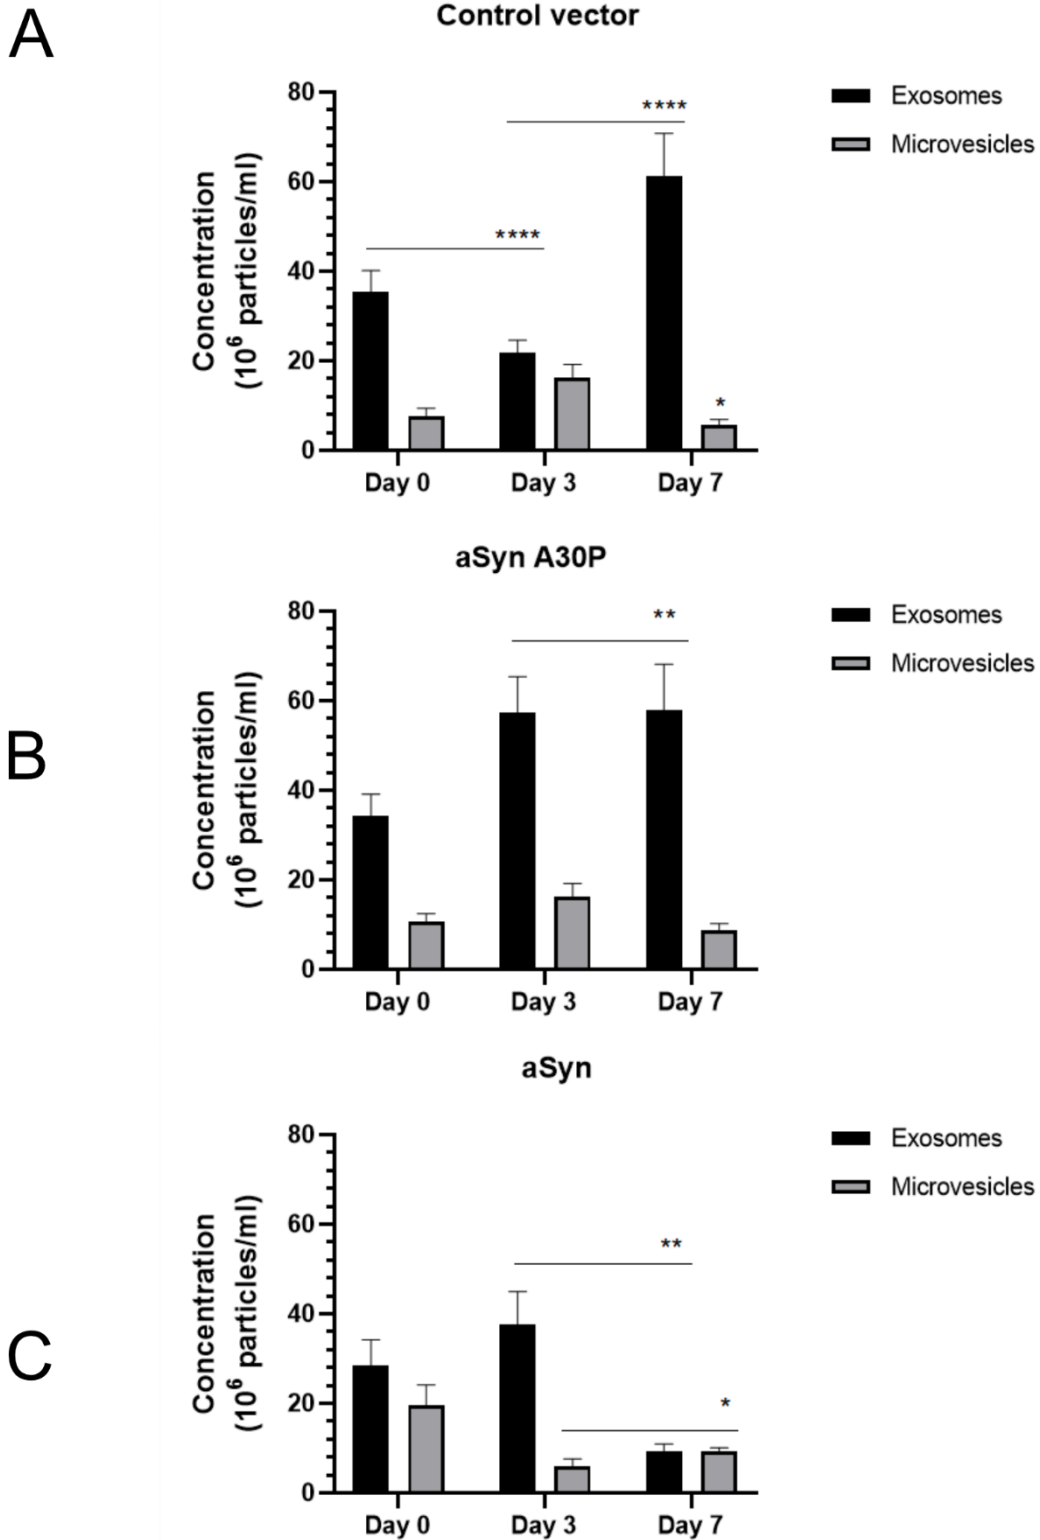 A
Control vector
80
60
40
20
0
Concentration
(10⁶ particles/ml)
****
****
*
Day 0 Day 3 Day 7
Exosomes
Microvesicles
B
aSyn A30P
80
60
40
20
0
Concentration
(10⁶ particles/ml)
**
Day 0 Day 3 Day 7
Exosomes
Microvesicles
C
aSyn
80
60
40
20
0
Concentration
(10⁶ particles/ml)
**
*
Day 0 Day 3 Day 7
Exosomes
Microvesicles